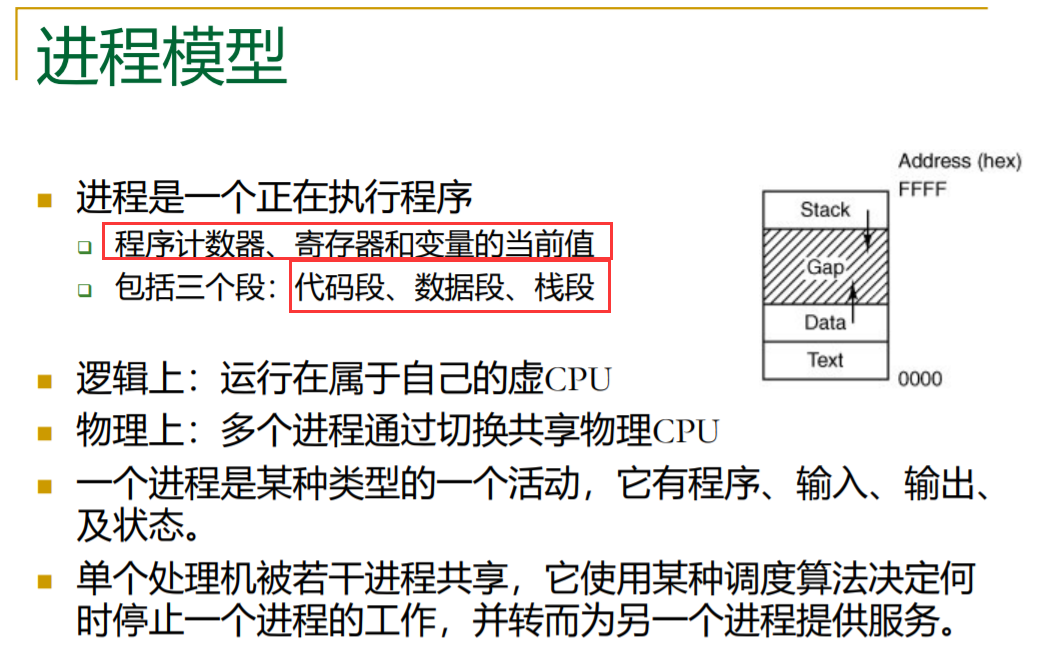 进程模型
进程是一个正在执行程序
程序计数器、寄存器和变量的当前值
包括三个段：代码段、数据段、栈段
Address (hex)
FFFF
Stack
Gap
Data
Text
0000
逻辑上：运行在属于自己的虚CPU
物理上：多个进程通过切换共享物理CPU
一个进程是某种类型的一个活动，它有程序、输入、输出、
及状态。
单个处理机被若干进程共享，它使用某种调度算法决定何
时停止一个进程的工作，并转而为另一个进程提供服务。